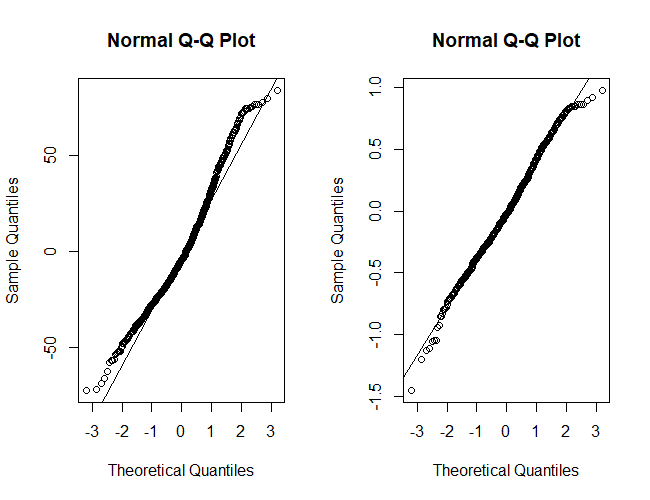 Normal Q-Q Plot
Sample Quantiles
50
0
-50
-3 -2 -1 0 1 2 3
Theoretical Quantiles
Normal Q-Q Plot
Sample Quantiles
1.0
0.5
0.0
-0.5
-1.0
-1.5
-3 -2 -1 0 1 2 3
Theoretical Quantiles